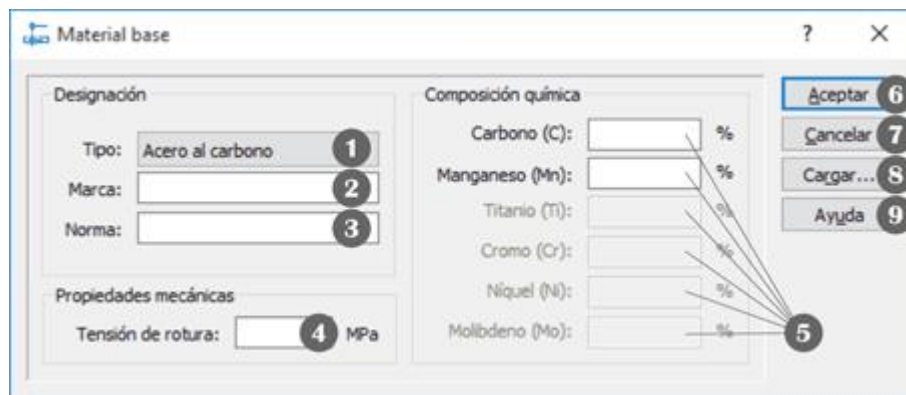 Material base
?
Designación
Tipo: Acero al carbono 1
Marca: 2
Norma: 3
Propiedades mecánicas
Tensión de rotura: 4 MPa
Composición química
Carbono (C): %
Manganeso (Mn): %
Titanio (Ti): %
Cromo (Cr): %
Níquel (Ni): %
Molibdeno (Mo): %
5
Aceptar 6
Cancelar 7
Cargar... 8
Ayuda 9